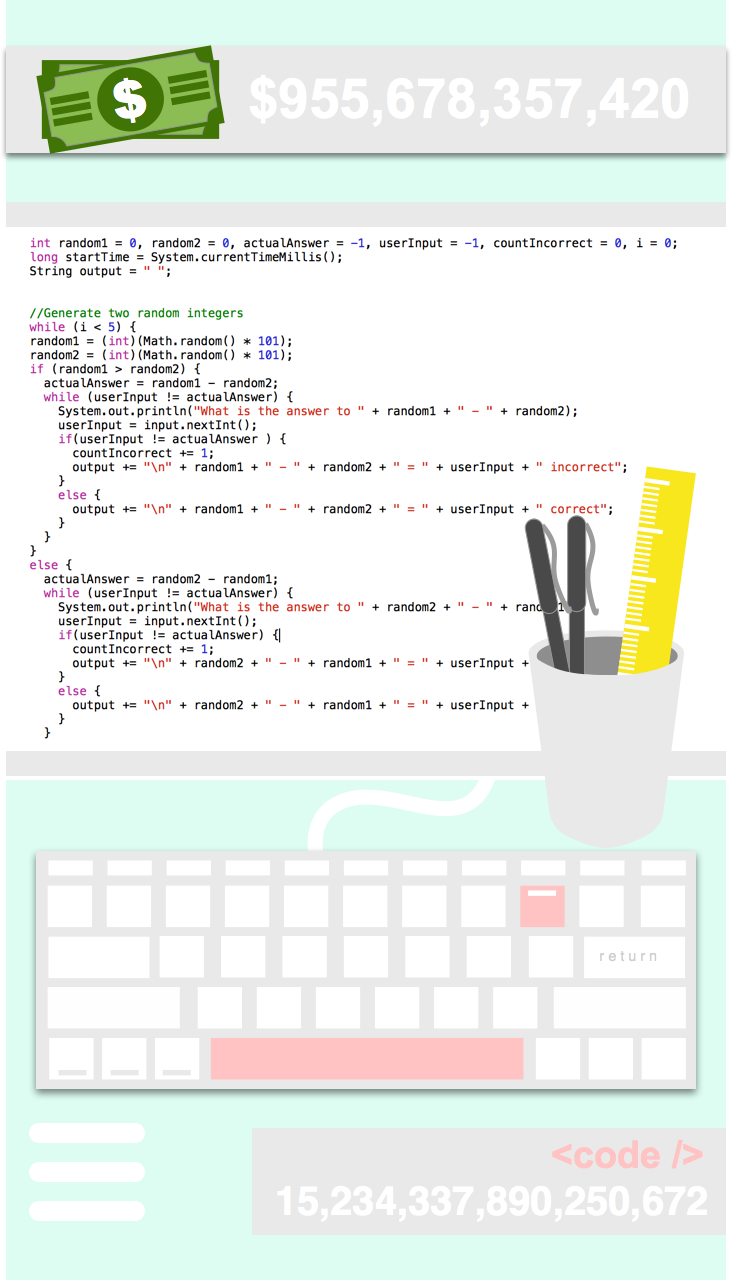 $
$955,678,357,420
int random1 = 0, random2 = 0, actualAnswer = -1, userInput = -1, countIncorrect = 0, i = 0;
long startTime = System.currentTimeMillis();
String output = " ";
//Generate two random integers
while (i < 5) {
random1 = (int)(Math.random() * 101);
random2 = (int)(Math.random() * 101);
if (random1 > random2) {
  actualAnswer = random1 - random2;
  while (userInput != actualAnswer) {
    System.out.println("What is the answer to " + random1 + " - " + random2);
    userInput = input.nextInt();
    if(userInput != actualAnswer ) {
      countIncorrect += 1;
      output += "\n" + random1 + " - " + random2 + " = " + userInput + " incorrect";
    }
    else {
      output += "\n" + random1 + " - " + random2 + " = " + userInput + " correct";
    }
  }
}
else {
  actualAnswer = random2 - random1;
  while (userInput != actualAnswer) {
    System.out.println("What is the answer to " + random2 + " - " +
    userInput = input.nextInt();
    if(userInput != actualAnswer) {
      countIncorrect += 1;
      output += "\n" + random2 + " - " + random1 + " = " + userInput +
    }
    else {
      output += "\n" + random2 + " - " + random1 + " = " + userInput +
    }
  }
return
<code />
15,234,337,890,250,672